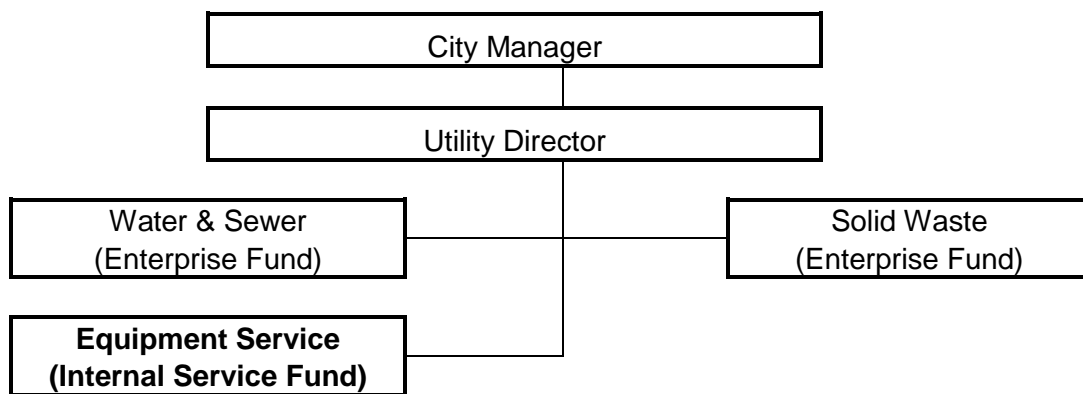 City Manager
Utility Director
Water & Sewer
(Enterprise Fund)
Solid Waste
(Enterprise Fund)
Equipment Service
(Internal Service Fund)